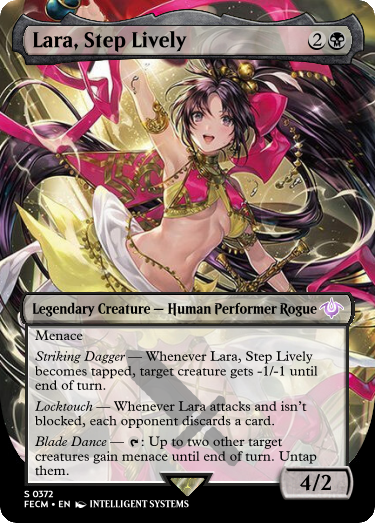 Lara, Step Lively 2
Legendary Creature — Human Performer Rogue
Menace
Striking Dagger — Whenever Lara, Step Lively
becomes tapped, target creature gets -1/-1 until
end of turn.
Locktouch — Whenever Lara attacks and isn't
blocked, each opponent discards a card.
Blade Dance — : Up to two other target
creatures gain menace until end of turn. Untap
them.
4/2
S 0372
FECM • EN INTELLIGENT SYSTEMS